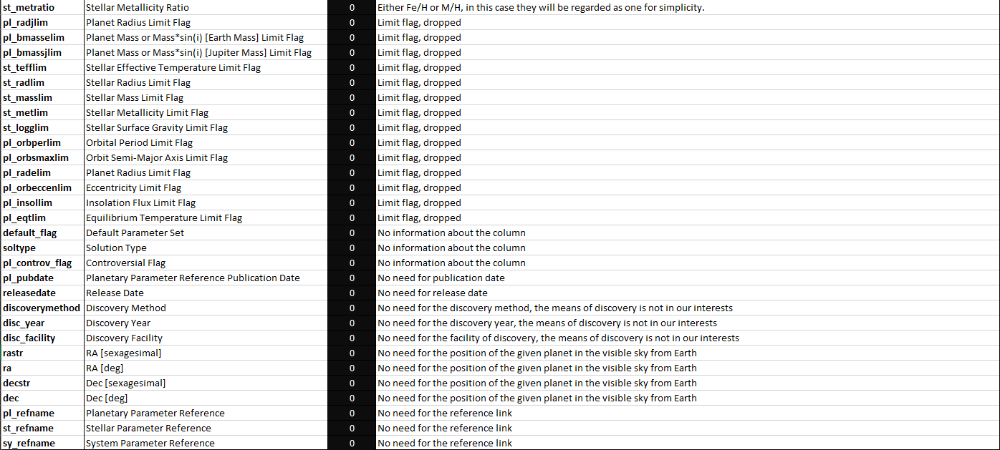 st_metratio Stellar Metallicity Ratio 0 Either Fe/H or M/H, in this case they will be regarded as one for simplicity.
pl_radjlim Planet Radius Limit Flag 0 Limit flag, dropped
pl_bmasselim Planet Mass or Mass*sin(i) [Earth Mass] Limit Flag 0 Limit flag, dropped
pl_bmassjlim Planet Mass or Mass*sin(i) [Jupiter Mass] Limit Flag 0 Limit flag, dropped
st_tefflim Stellar Effective Temperature Limit Flag 0 Limit flag, dropped
st_radlim Stellar Radius Limit Flag 0 Limit flag, dropped
st_masslim Stellar Mass Limit Flag 0 Limit flag, dropped
st_metlim Stellar Metallicity Limit Flag 0 Limit flag, dropped
st_logglim Stellar Surface Gravity Limit Flag 0 Limit flag, dropped
pl_orbperlim Orbital Period Limit Flag 0 Limit flag, dropped
pl_orbsmaxlim Orbit Semi-Major Axis Limit Flag 0 Limit flag, dropped
pl_radelim Planet Radius Limit Flag 0 Limit flag, dropped
pl_orbeccenlim Eccentricity Limit Flag 0 Limit flag, dropped
pl_insollim Insolation Flux Limit Flag 0 Limit flag, dropped
pl_eqtlim Equilibrium Temperature Limit Flag 0 Limit flag, dropped
default_flag Default Parameter Set 0 No information about the column
soltype Solution Type 0 No information about the column
pl_controv_flag Controversial Flag 0 No information about the column
pl_pubdate Planetary Parameter Reference Publication Date 0 No need for publication date
releasedate Release Date 0 No need for release date
discoverymethod Discovery Method 0 No need for the discovery method, the means of discovery is not in our interests
disc_year Discovery Year 0 No need for the discovery year, the means of discovery is not in our interests
disc_facility Discovery Facility 0 No need for the facility of discovery, the means of discovery is not in our interests
rastr RA [sexagesimal] 0 No need for the position of the given planet in the visible sky from Earth
ra RA [deg] 0 No need for the position of the given planet in the visible sky from Earth
decstr Dec [sexagesimal] 0 No need for the position of the given planet in the visible sky from Earth
dec Dec [deg] 0 No need for the position of the given planet in the visible sky from Earth
pl_refname Planetary Parameter Reference 0 No need for the reference link
st_refname Stellar Parameter Reference 0 No need for the reference link
sy_refname System Parameter Reference 0 No need for the reference link